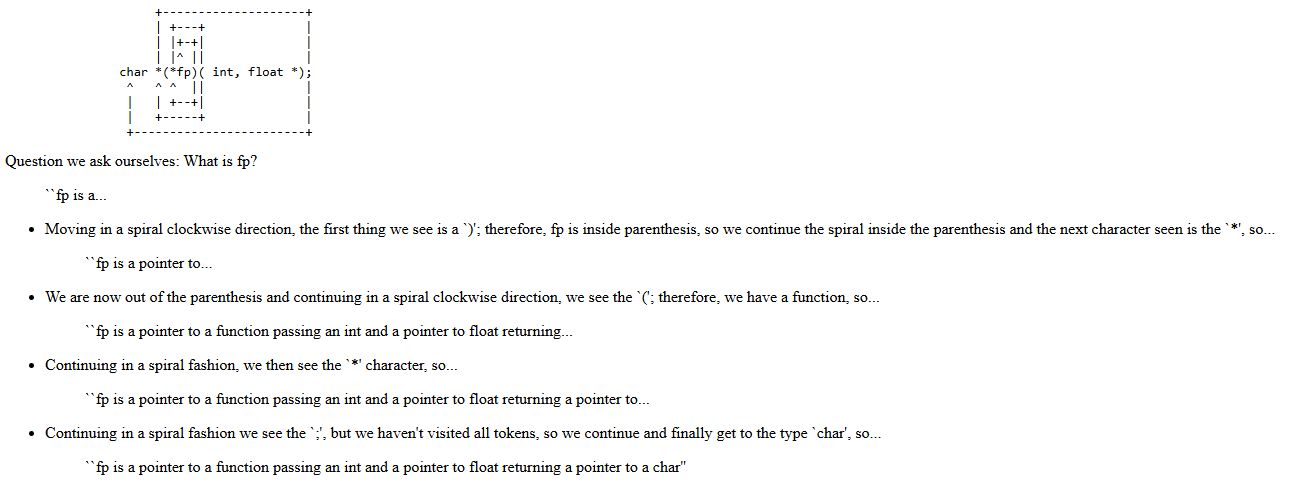 +--------------------+
| +---+              |
| |+-+|              |
| |^ ||              |
char *(*fp)( int, float *);
^   ^ ^  ||              |
|   | +--+|              |
|   +-----+              |
+------------------------+
Question we ask ourselves: What is fp?
``fp is a...
• Moving in a spiral clockwise direction, the first thing we see is a `)'; therefore, fp is inside parenthesis, so we continue the spiral inside the parenthesis and the next character seen is the `*', so...
``fp is a pointer to...
• We are now out of the parenthesis and continuing in a spiral clockwise direction, we see the `('; therefore, we have a function, so...
``fp is a pointer to a function passing an int and a pointer to float returning...
• Continuing in a spiral fashion, we then see the `*' character, so...
``fp is a pointer to a function passing an int and a pointer to float returning a pointer to...
• Continuing in a spiral fashion we see the `;', but we haven't visited all tokens, so we continue and finally get to the type `char', so...
``fp is a pointer to a function passing an int and a pointer to float returning a pointer to a char''